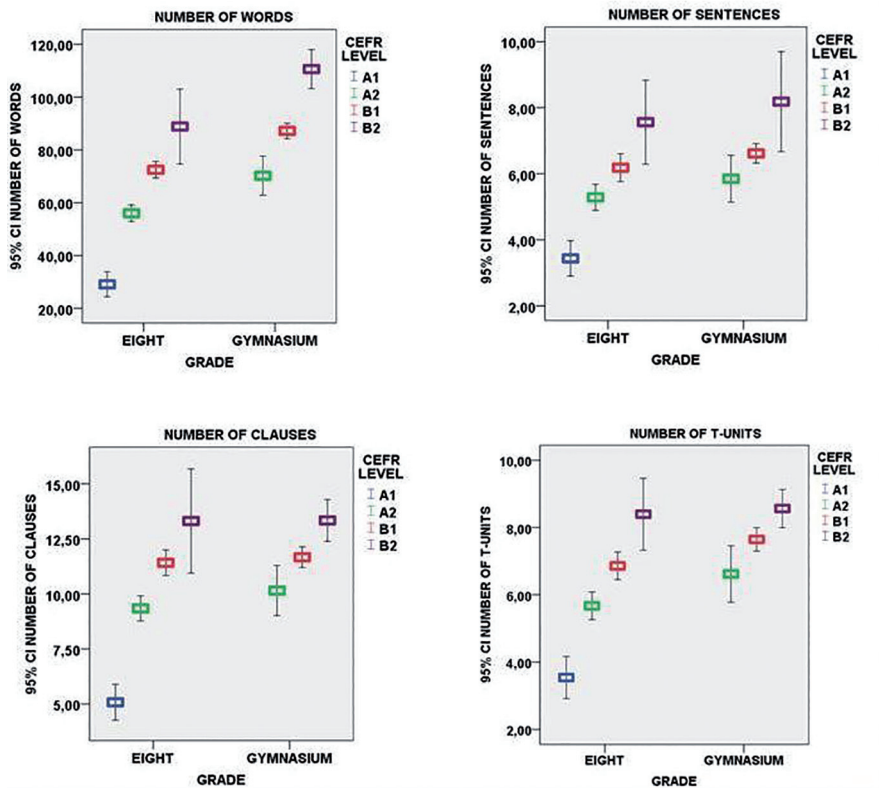 NUMBER OF WORDS
95% CI NUMBER OF WORDS
120,00
100,00
80,00
60,00
40,00
20,00
EIGHT
GYMNASIUM
GRADE
CEFR
LEVEL
A1
A2
B1
B2
NUMBER OF SENTENCES
95% CI NUMBER OF SENTENCES
10,00
8,00
6,00
4,00
2,00
EIGHT
GYMNASIUM
GRADE
CEFR
LEVEL
A1
A2
B1
B2
NUMBER OF CLAUSES
95% CI NUMBER OF CLAUSES
15,00
12,50
10,00
7,50
5,00
EIGHT
GYMNASIUM
GRADE
CEFR
LEVEL
A1
A2
B1
B2
NUMBER OF T-UNITS
95% CI NUMBER OF T-UNITS
10,00
8,00
6,00
4,00
2,00
EIGHT
GYMNASIUM
GRADE
CEFR
LEVEL
A1
A2
B1
B2